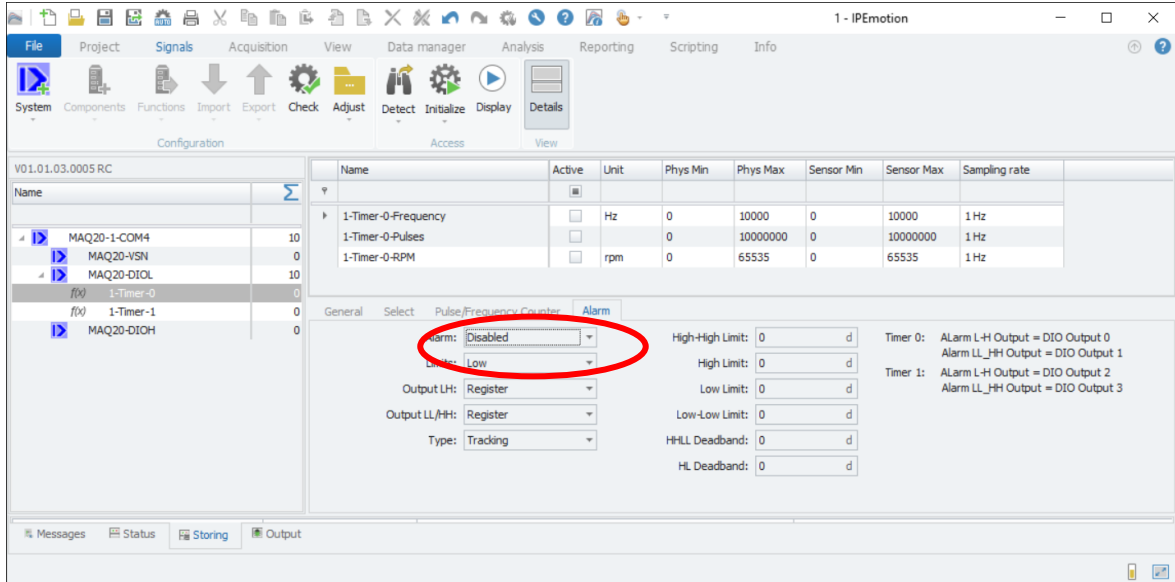 1 - IPEmotion
File Project Signals Acquisition View Data manager Analysis Reporting Scripting Info
System Components Functions Import Export Check Adjust Detect Initialize Display Details
Configuration Access View
V01.01.03.0005 RC
Name
MAQ20-1-COM4 10
MAQ20-VSN 0
MAQ20-DIOL 10
f(x) 1-Timer-0 0
f(x) 1-Timer-1 0
MAQ20-DIOH 0
Name Active Unit Phys Min Phys Max Sensor Min Sensor Max Sampling rate
1-Timer-0-Frequency Hz 0 10000 0 10000 1 Hz
1-Timer-0-Pulses 0 10000000 0 10000000 1 Hz
1-Timer-0-RPM rpm 0 65535 0 65535 1 Hz
General Select Pulse/Frequency Counter Alarm
Alarm: Disabled
Limits: Low
Output LH: Register
Output LL/HH: Register
Type: Tracking
High-High Limit: 0 d
High Limit: 0 d
Low Limit: 0 d
Low-Low Limit: 0 d
HHLL Deadband: 0 d
HL Deadband: 0 d
Timer 0: ALarm L-H Output = DIO Output 0
Alarm LL_HH Output = DIO Output 1
Timer 1: ALarm L-H Output = DIO Output 2
Alarm LL_HH Output = DIO Output 3
Messages Status Storing Output